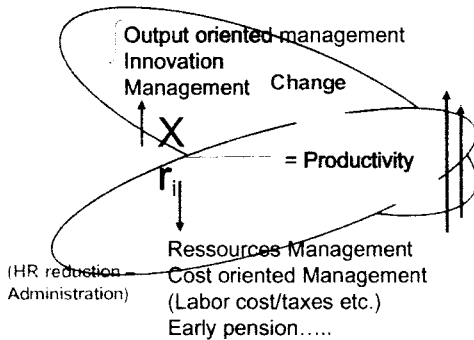 Output oriented management
Innovation
Management Change
X
= Productivity
ri
Ressources Management
(HR reduction – Cost oriented Management
Administration) (Labor cost/taxes etc.)
Early pension.....